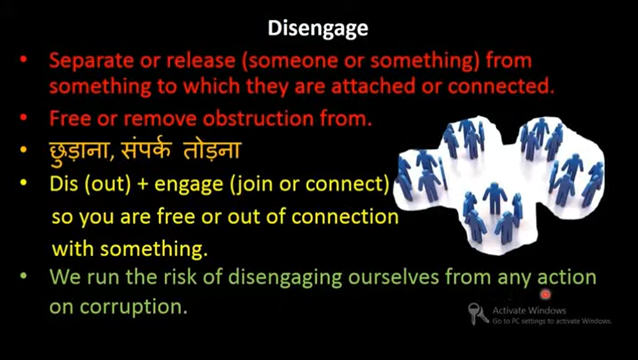 Disengage
• Separate or release (someone or something) from
something to which they are attached or connected.
• Free or remove obstruction from.
• छुड़ाना, संपर्क तोड़ना
• Dis (out) + engage (join or connect)
so you are free or out of connection
with something.
• We run the risk of disengaging ourselves from any action
on corruption.
Activate Windows
Go to PC settings to activate Windows.